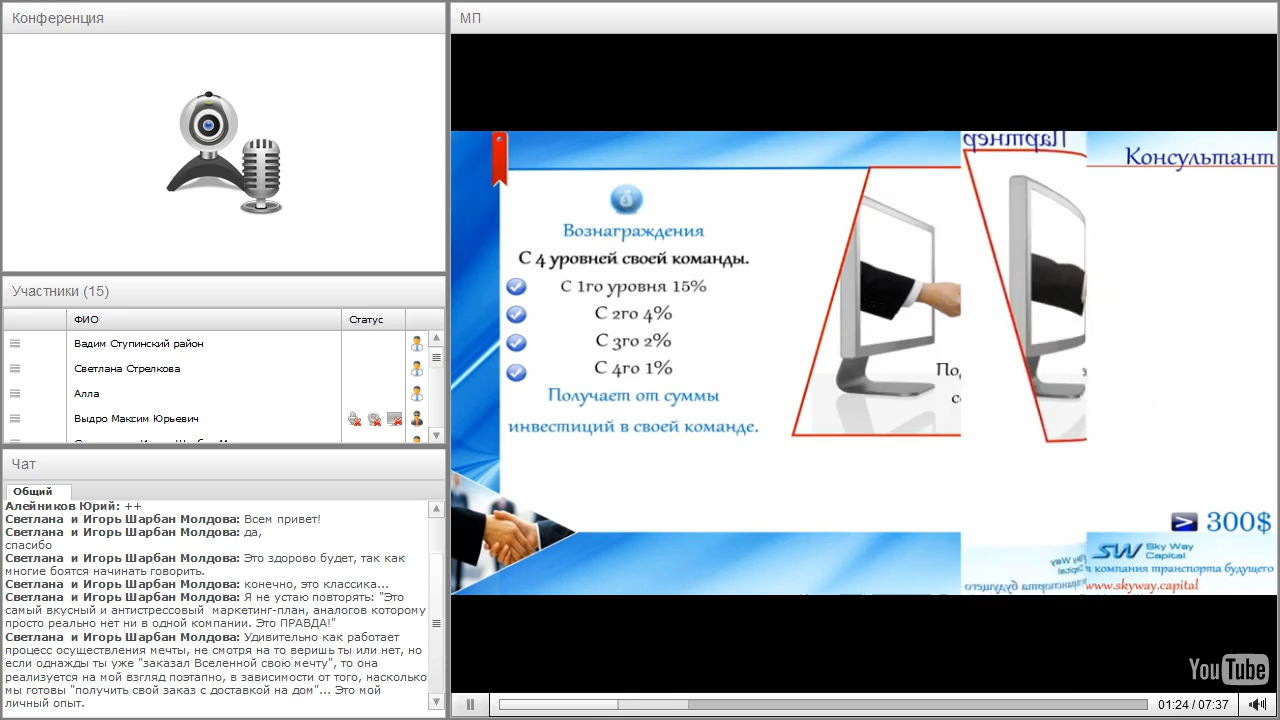 Конференция
Участники (15)
ФИО
Статус
Вадим Ступинский район
Светлана Стрелкова
Алла
Выдро Максим Юрьевич
Чат
Общий
Алейников Юрий: ++
Светлана и Игорь Шарбан Молдова: Всем привет!
Светлана и Игорь Шарбан Молдова: да,
спасибо
Светлана и Игорь Шарбан Молдова: Это здорово будет, так как
многие боятся начинать говорить.
Светлана и Игорь Шарбан Молдова: конечно, это классика...
Светлана и Игорь Шарбан Молдова: Я не устаю повторять: "Это
самый вкусный и антистрессовый маркетинг-план, аналогов которому
просто реально нет ни в одной компании. Это ПРАВДА!"
Светлана и Игорь Шарбан Молдова: Удивительно как работает
процесс осуществления мечты, не смотря на то веришь ты или нет, но
если однажды ты уже "заказал Вселенной свою мечту", то она
реализуется на мой взгляд поэтапно, в зависимости от того, насколько
мы готовы "получить свой заказ с доставкой на дом"... Это мой
личный опыт.
МП
Вознаграждения
С 4 уровней своей команды.
С 1го уровня 15%
С 2го 4%
С 3го 2%
С 4го 1%
Получает от суммы
инвестиций в своей команде.
Партнер
Консультант
> 300$
SW Sky Way
Capital
компания транспорта будущего
www.skyway.capital
YouTube
01:24 / 07:37